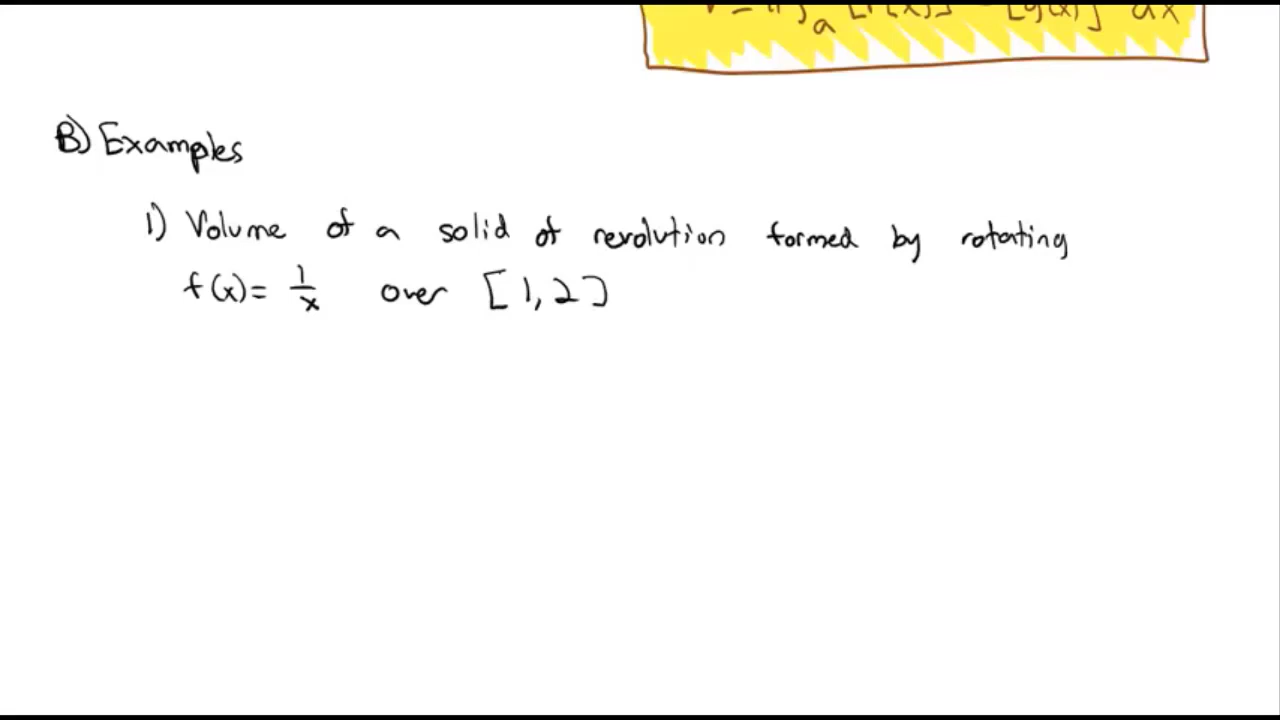 B) Examples
1) Volume of a solid of revolution formed by rotating
f(x) = 1/x over [1, 2]